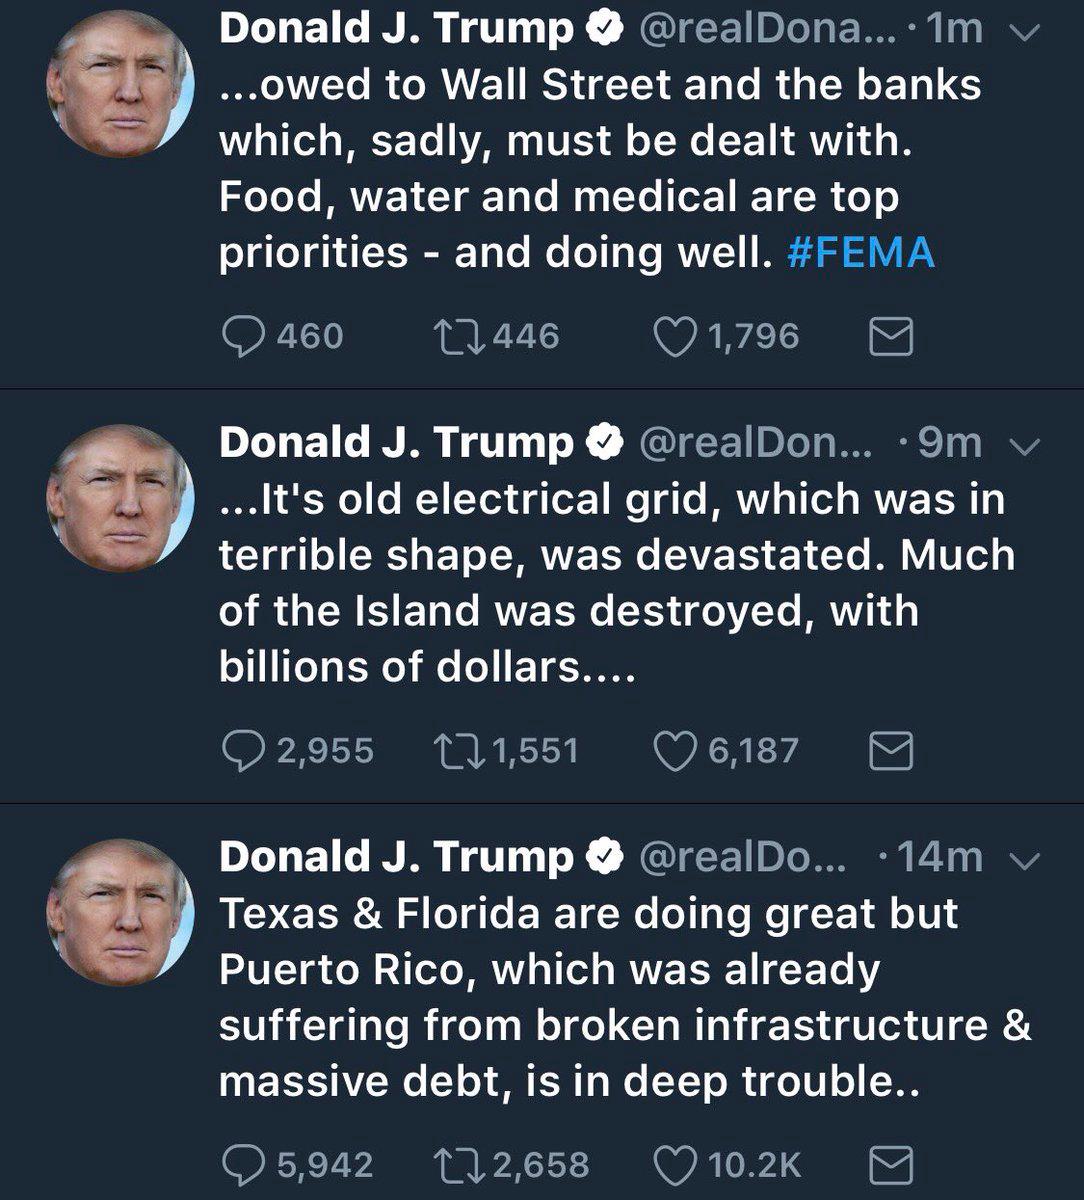 Donald J. Trump @realDona... · 1m
...owed to Wall Street and the banks
which, sadly, must be dealt with.
Food, water and medical are top
priorities - and doing well. #FEMA
460 446 1,796
Donald J. Trump @realDon... · 9m
...It's old electrical grid, which was in
terrible shape, was devastated. Much
of the Island was destroyed, with
billions of dollars....
2,955 1,551 6,187
Donald J. Trump @realDo... · 14m
Texas & Florida are doing great but
Puerto Rico, which was already
suffering from broken infrastructure &
massive debt, is in deep trouble..
5,942 2,658 10.2K